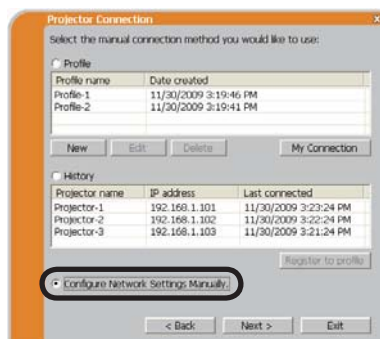 Projector Connection x
Select the manual connection method you would like to use:
Profile
Profile name Date created
Profile-1 11/30/2009 3:19:46 PM
Profile-2 11/30/2009 3:19:41 PM
New Edit Delete My Connection
History
Projector name IP address Last connected
Projector-1 192.168.1.101 11/30/2009 3:23:24 PM
Projector-2 192.168.1.102 11/30/2009 3:22:24 PM
Projector-3 192.168.1.103 11/30/2009 3:21:24 PM
Register to profile
Configure Network Settings Manually.
< Back Next > Exit